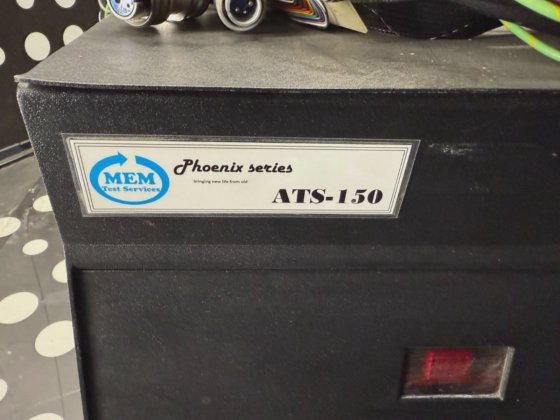 MEM
Test Services
Phoenix series
bringing new life from old
ATS-150